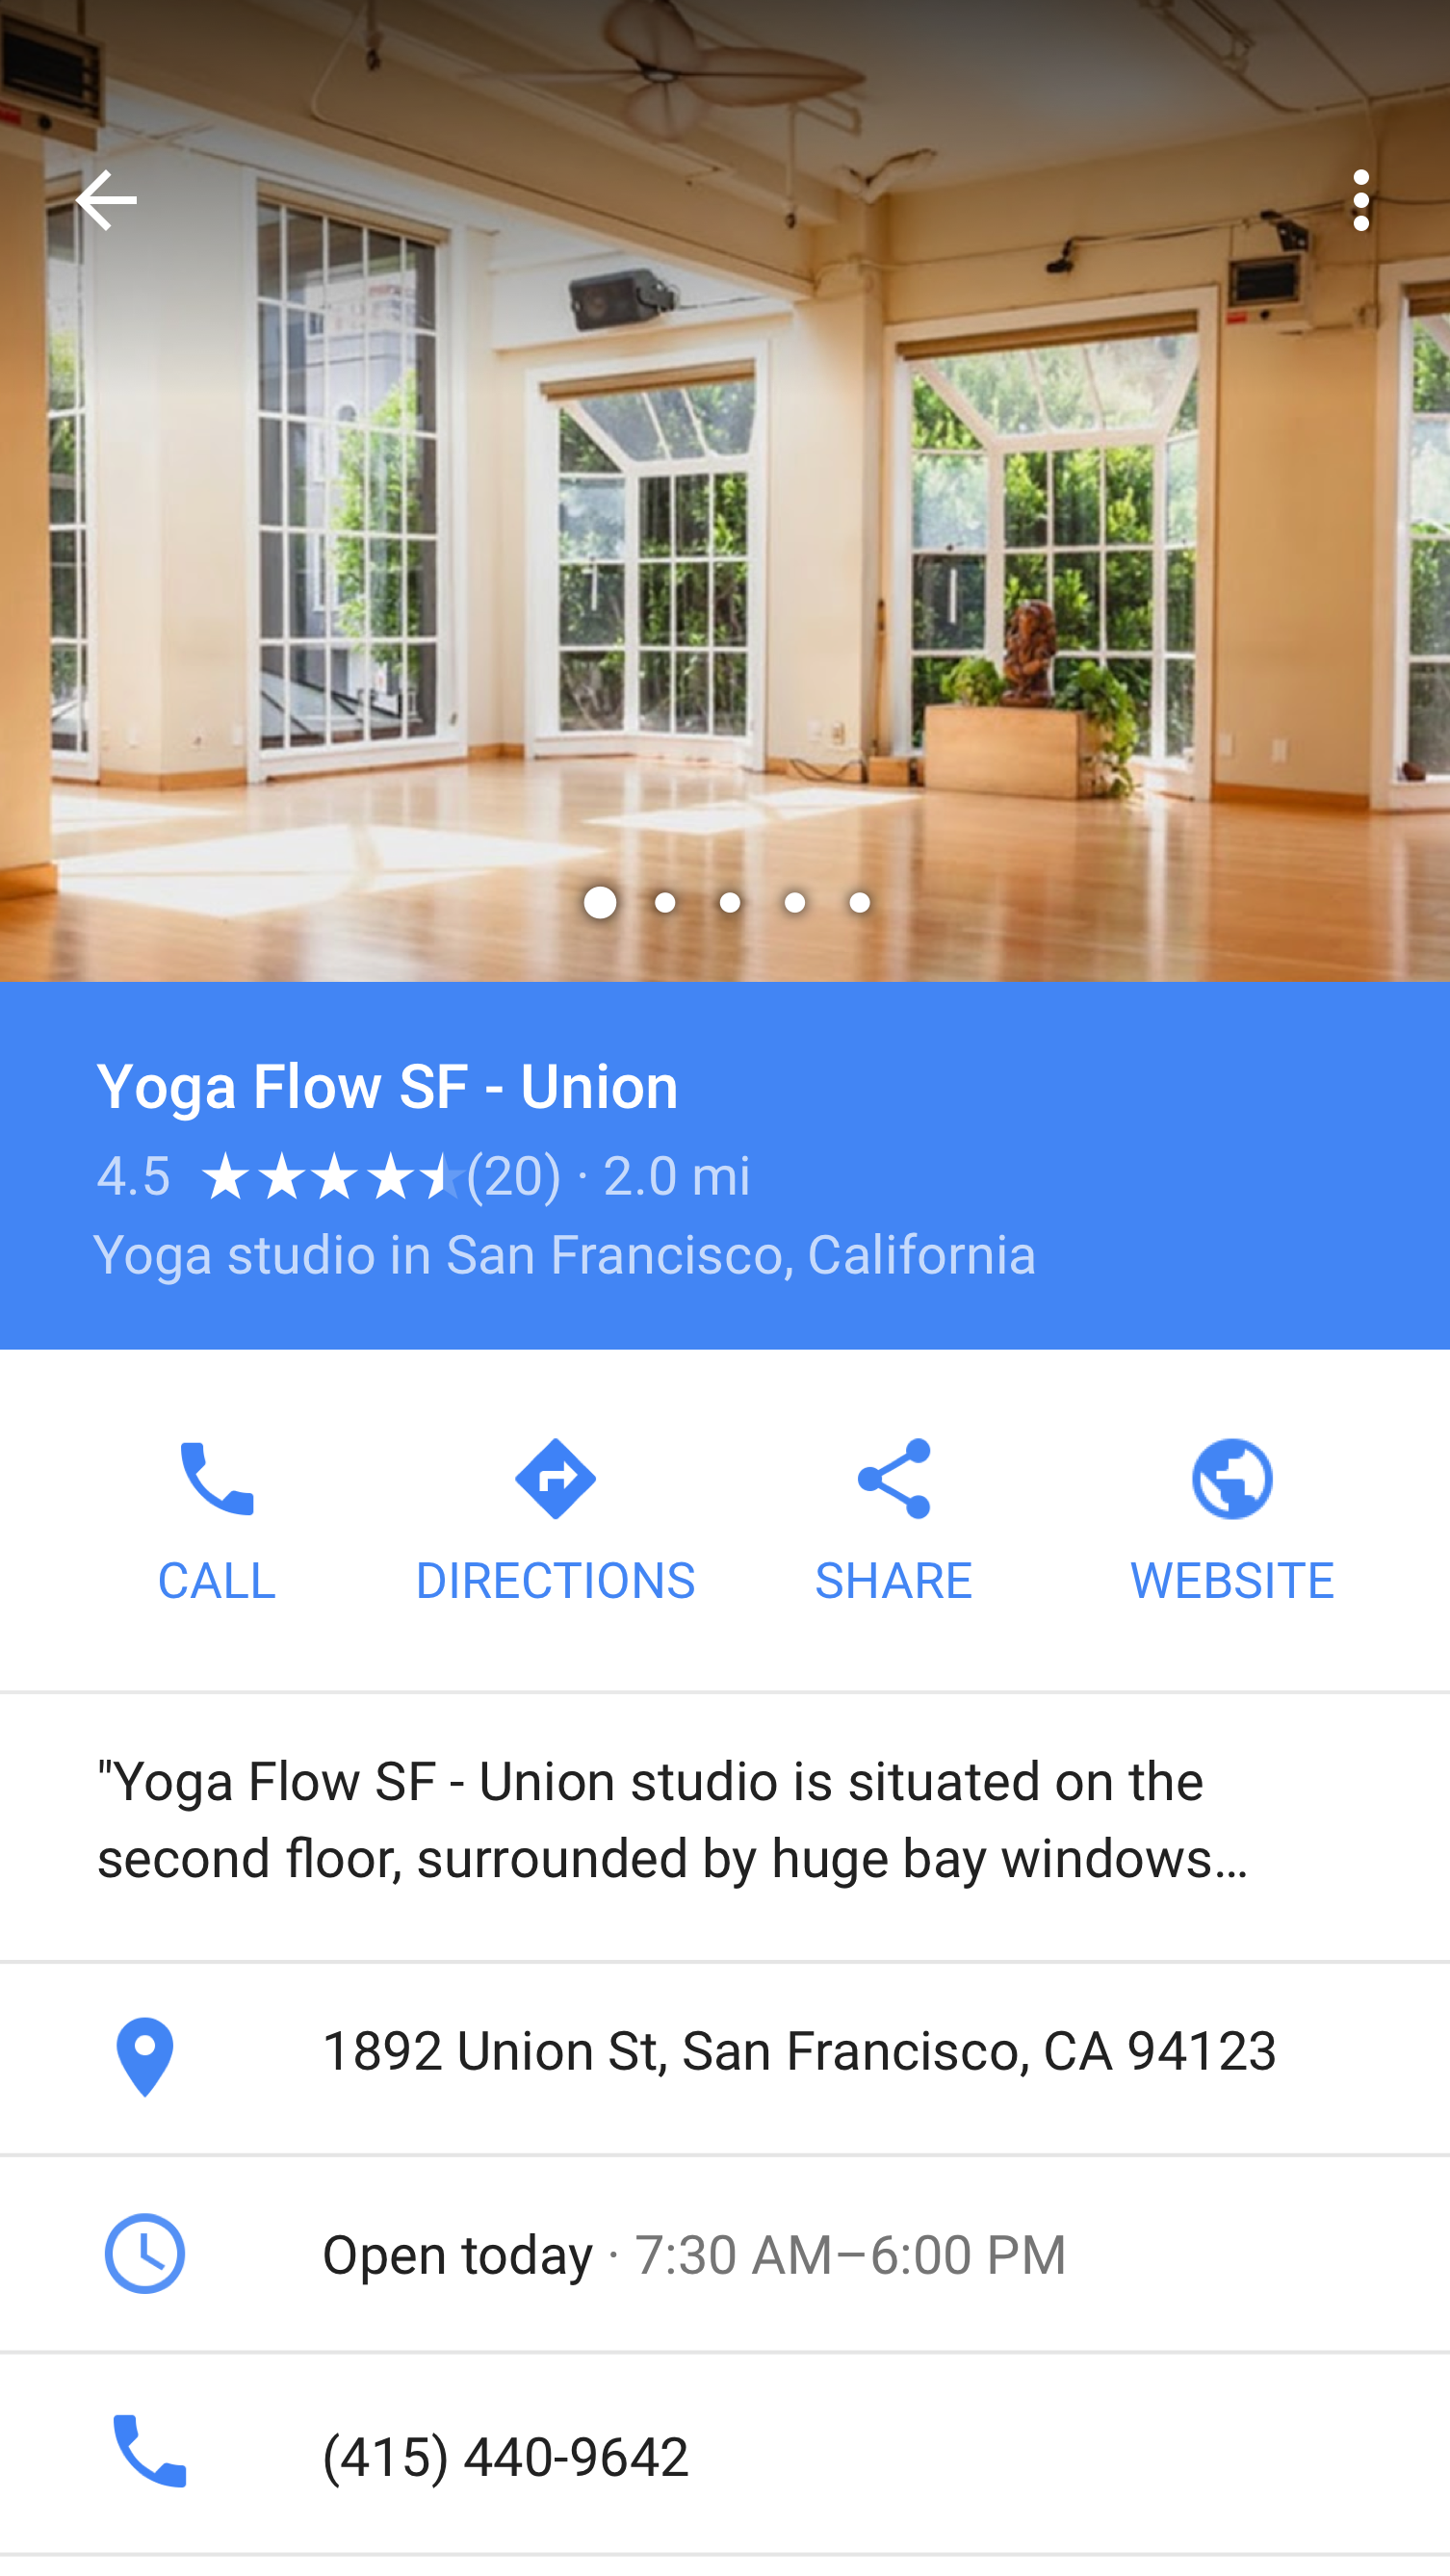 Yoga Flow SF - Union
4.5 ★★★★★ (20) · 2.0 mi
Yoga studio in San Francisco, California
CALL DIRECTIONS SHARE WEBSITE
"Yoga Flow SF - Union studio is situated on the
second floor, surrounded by huge bay windows…
1892 Union St, San Francisco, CA 94123
Open today · 7:30 AM–6:00 PM
(415) 440-9642